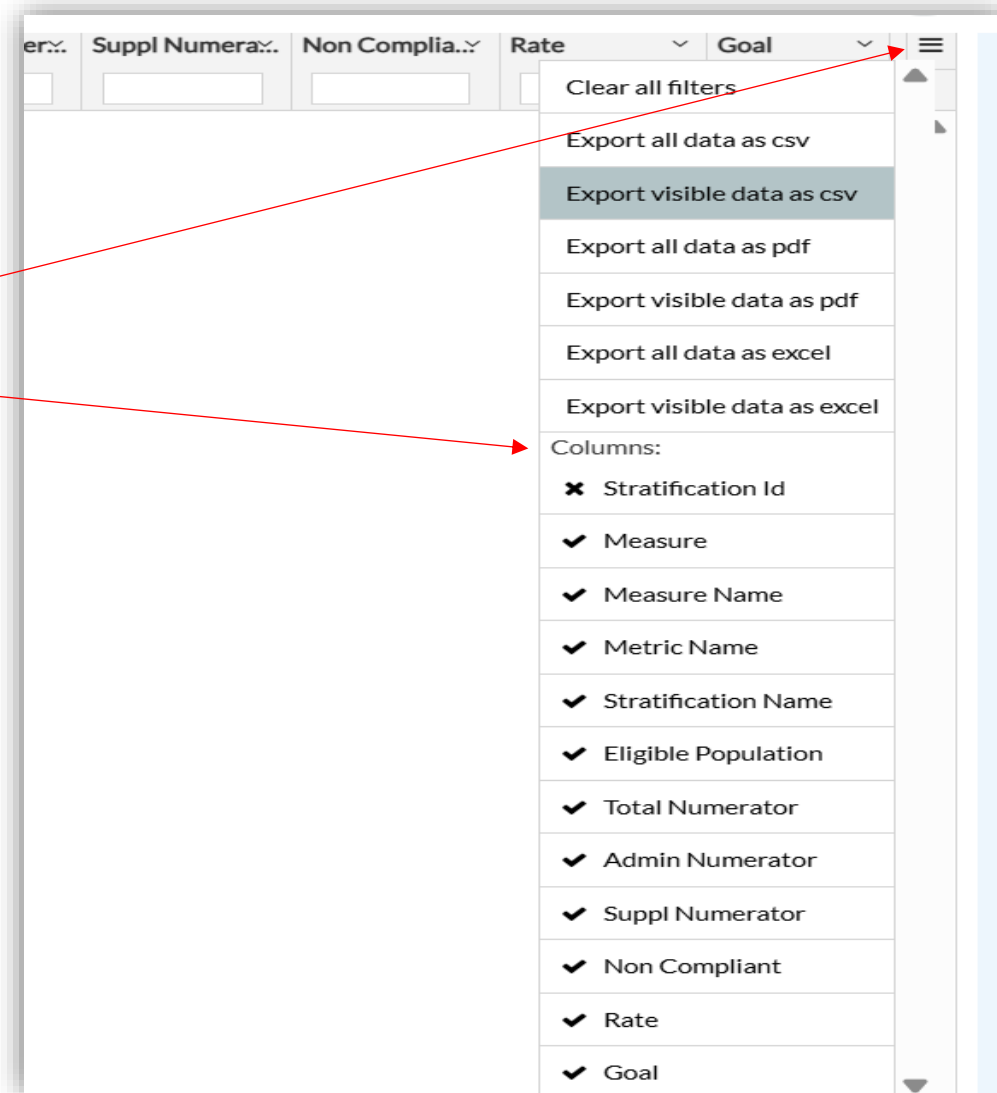 er... Suppl Numera... Non Complia... Rate Goal
Clear all filters
Export all data as csv
Export visible data as csv
Export all data as pdf
Export visible data as pdf
Export all data as excel
Export visible data as excel
Columns:
Stratification Id
Measure
Measure Name
Metric Name
Stratification Name
Eligible Population
Total Numerator
Admin Numerator
Suppl Numerator
Non Compliant
Rate
Goal